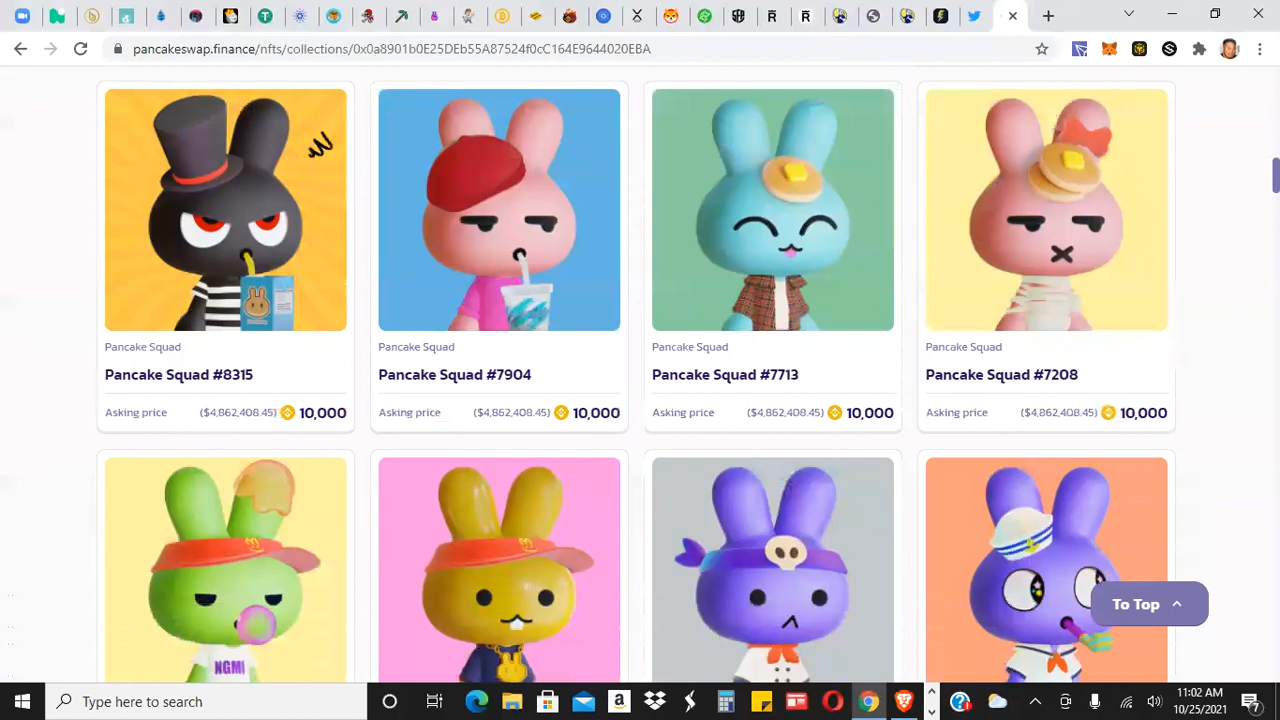 pancakeswap.finance/nfts/collections/0x0a8901b0E25DEb55A87524f0cC164E9644020EBA
Pancake Squad
Pancake Squad #8315
Asking price ($4,862,408.45) 10,000
Pancake Squad
Pancake Squad #7904
Asking price ($4,862,408.45) 10,000
Pancake Squad
Pancake Squad #7713
Asking price ($4,862,408.45) 10,000
Pancake Squad
Pancake Squad #7208
Asking price ($4,862,408.45) 10,000
NGMI
To Top
Type here to search
11:02 AM
10/25/2021
7